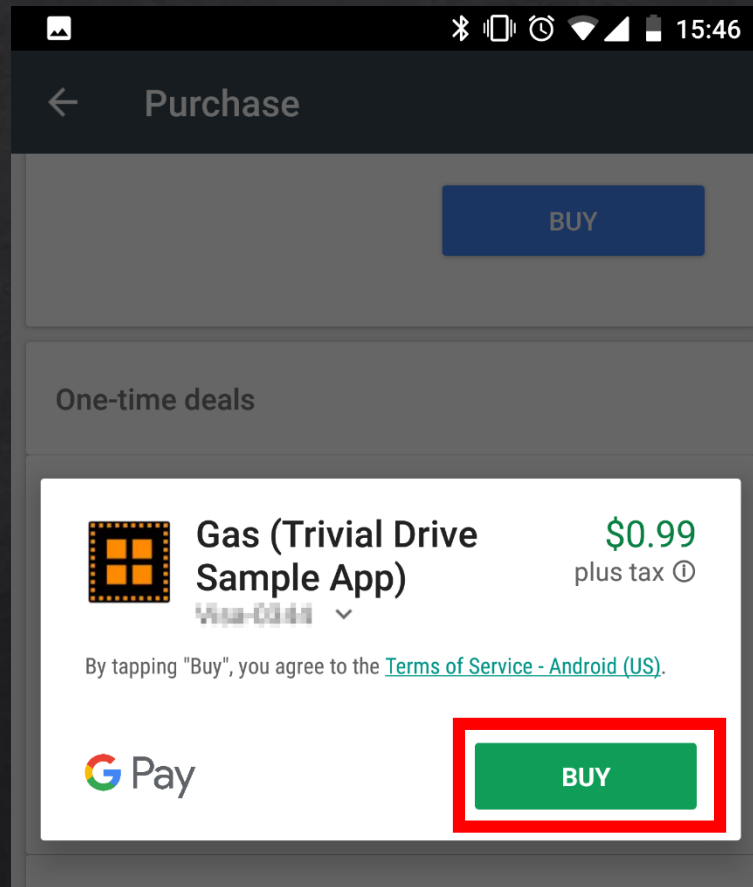 15:46
Purchase
BUY
One-time deals
Gas (Trivial Drive
Sample App)
$0.99
plus tax
By tapping "Buy", you agree to the Terms of Service - Android (US).
G Pay
BUY